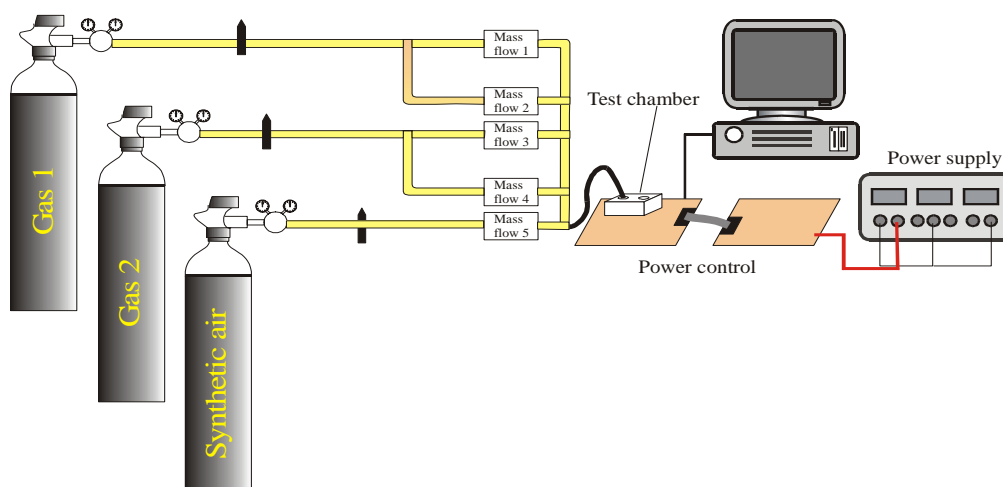 Gas 1
Gas 2
Synthetic air
Mass
flow 1
Mass
flow 2
Mass
flow 3
Mass
flow 4
Mass
flow 5
Test chamber
Power control
Power supply